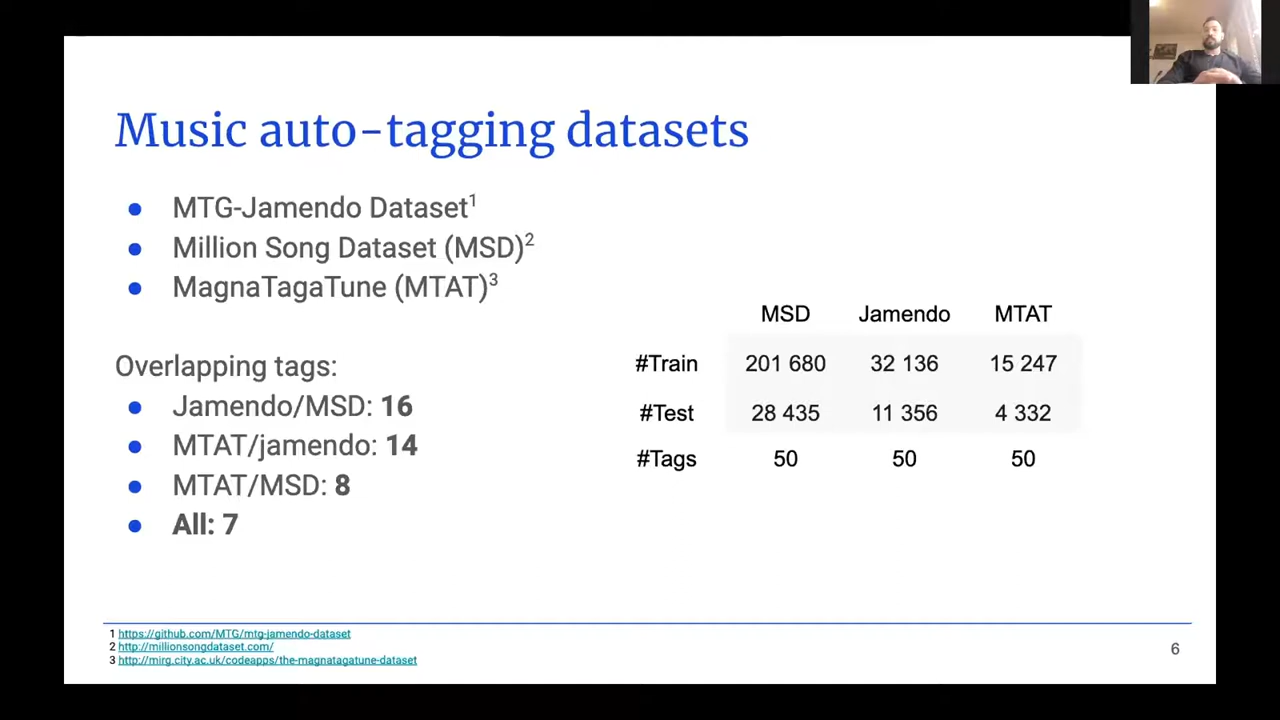 Music auto-tagging datasets
● MTG-Jamendo Dataset1
● Million Song Dataset (MSD)2
● MagnaTagaTune (MTAT)3
Overlapping tags:
● Jamendo/MSD: 16
● MTAT/jamendo: 14
● MTAT/MSD: 8
● All: 7
MSD Jamendo MTAT
#Train 201 680 32 136 15 247
#Test 28 435 11 356 4 332
#Tags 50 50 50
1 https://github.com/MTG/mtg-jamendo-dataset
2 http://millionsongdataset.com/
3 http://mirg.city.ac.uk/codeapps/the-magnatagatune-dataset
6